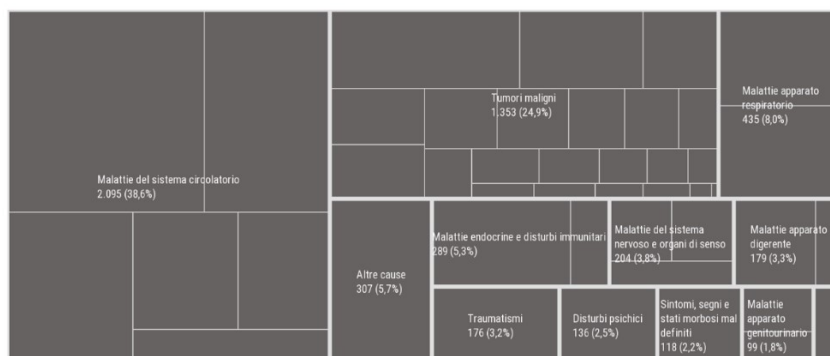 Malattie del sistema circolatorio
2.095 (38,6%)
Tumori maligni
1.353 (24,9%)
Malattie apparato
respiratorio
435 (8,0%)
Altre cause
307 (5,7%)
Malattie endocrine e disturbi immunitari
289 (5,3%)
Malattie del sistema
nervoso e organi di senso
204 (3,8%)
Malattie apparato
digerente
179 (3,3%)
Traumatismi
176 (3,2%)
Disturbi psichici
136 (2,5%)
Sintomi, segni e
stati morbosi mal
definiti
118 (2,2%)
Malattie
apparato
genitourinario
99 (1,8%)